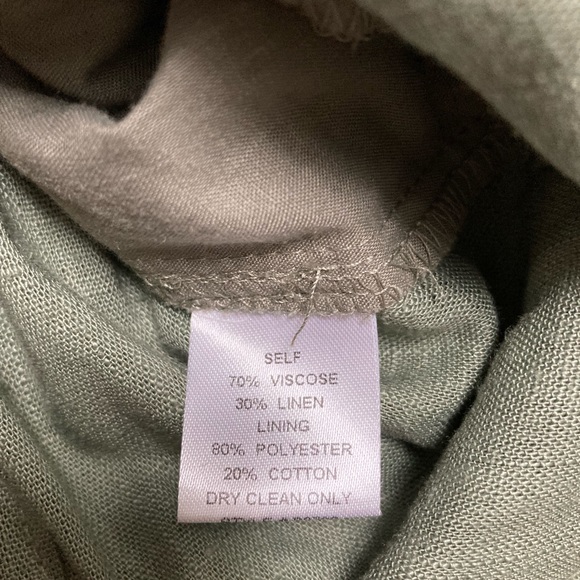 SELF
70% VISCOSE
30% LINEN
LINING
80% POLYESTER
20% COTTON
DRY CLEAN ONLY